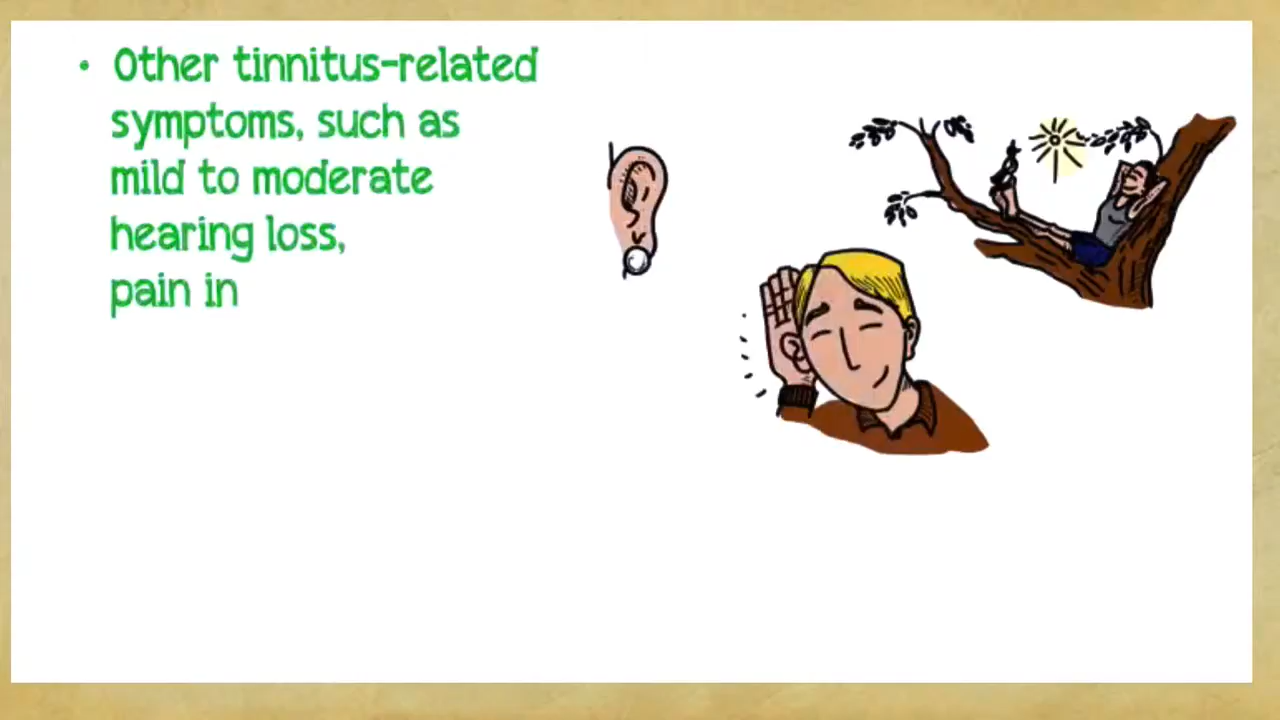 • Other tinnitus-related
symptoms, such as
mild to moderate
hearing loss,
pain in